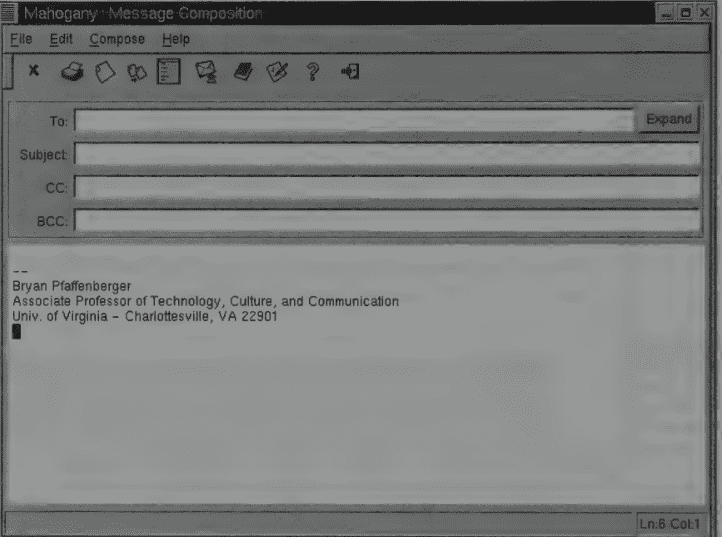 Mahogany - Message Composition
File Edit Compose Help
To: Expand
Subject:
CC:
BCC:
--
Bryan Pfaffenberger
Associate Professor of Technology, Culture, and Communication
Univ. of Virginia - Charlottesville, VA 22901
Ln:6 Col:1